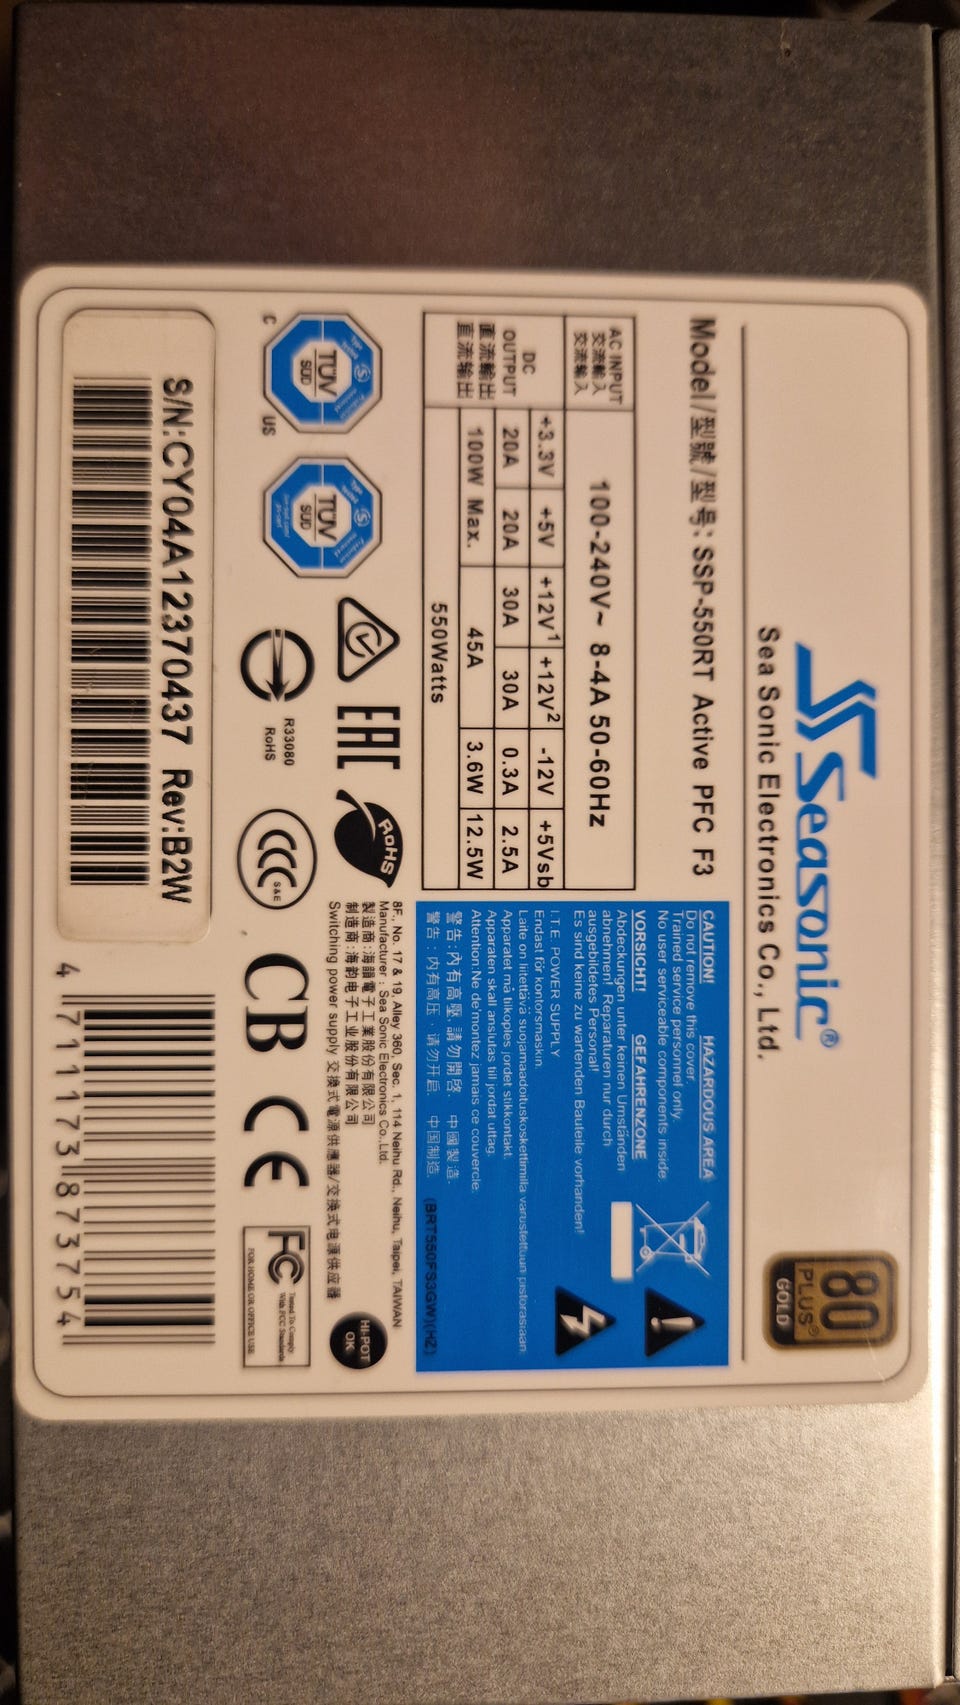 Seasonic®
Sea Sonic Electronics Co., Ltd.
80
PLUS®
GOLD
Model/型號/型号: SSP-550RT Active PFC F3
AC INPUT
交流輸入
交流输入
100-240V~ 8-4A 50-60Hz
DC
OUTPUT
直流輸出
直流输出
+3.3V +5V +12V1 +12V2 -12V +5Vsb
20A 20A 30A 30A 0.3A 2.5A
100W Max. 45A 3.6W 12.5W
550Watts
CAUTION! HAZARDOUS AREA
Do not remove this cover.
Trained service personnel only.
No user serviceable components inside.
VORSICHT! GEFAHRENZONE
Abdeckungen unter keinen Umständen
abnehmen! Reparaturen nur durch
ausgebildetes Personal!
Es sind keine zu wartenden Bauteile vorhanden!
I.T.E. POWER SUPPLY
Endast för kontorsmaskin.
Laite on liitettävä suojamaadoituskoskettimilla varustettuun pistorasiaan.
Apparatet må tilkoples jordet stikkontakt.
Apparaten skall anslutas till jordat uttag.
Attention:Ne de'montez jamais ce couvercle.
警告:內有高壓, 請勿開啓. 中國製造.
警告:内有高压, 请勿开启. 中国制造. (BRT550FS3GW)(HZ)
8F., No. 17 & 19, Alley 360, Sec. 1, 114 Neihu Rd., Neihu, Taipei, TAIWAN
Manufacturer : Sea Sonic Electronics Co.,Ltd.
製造商:海韻電子工業股份有限公司
制造商:海韵电子工业股份有限公司
Switching power supply 交換式電源供應器/交换式电源供应器
HI-POT
OK
TÜV
SÜD
C US
TÜV
SÜD
EAC
RoHS
R33080
RoHS
CCC
S&E
CB CE FC
Tested To Comply
With FCC Standards
FOR HOME OR OFFICE USE
S/N:CY04A12370437 Rev:B2W
4 711173 873754